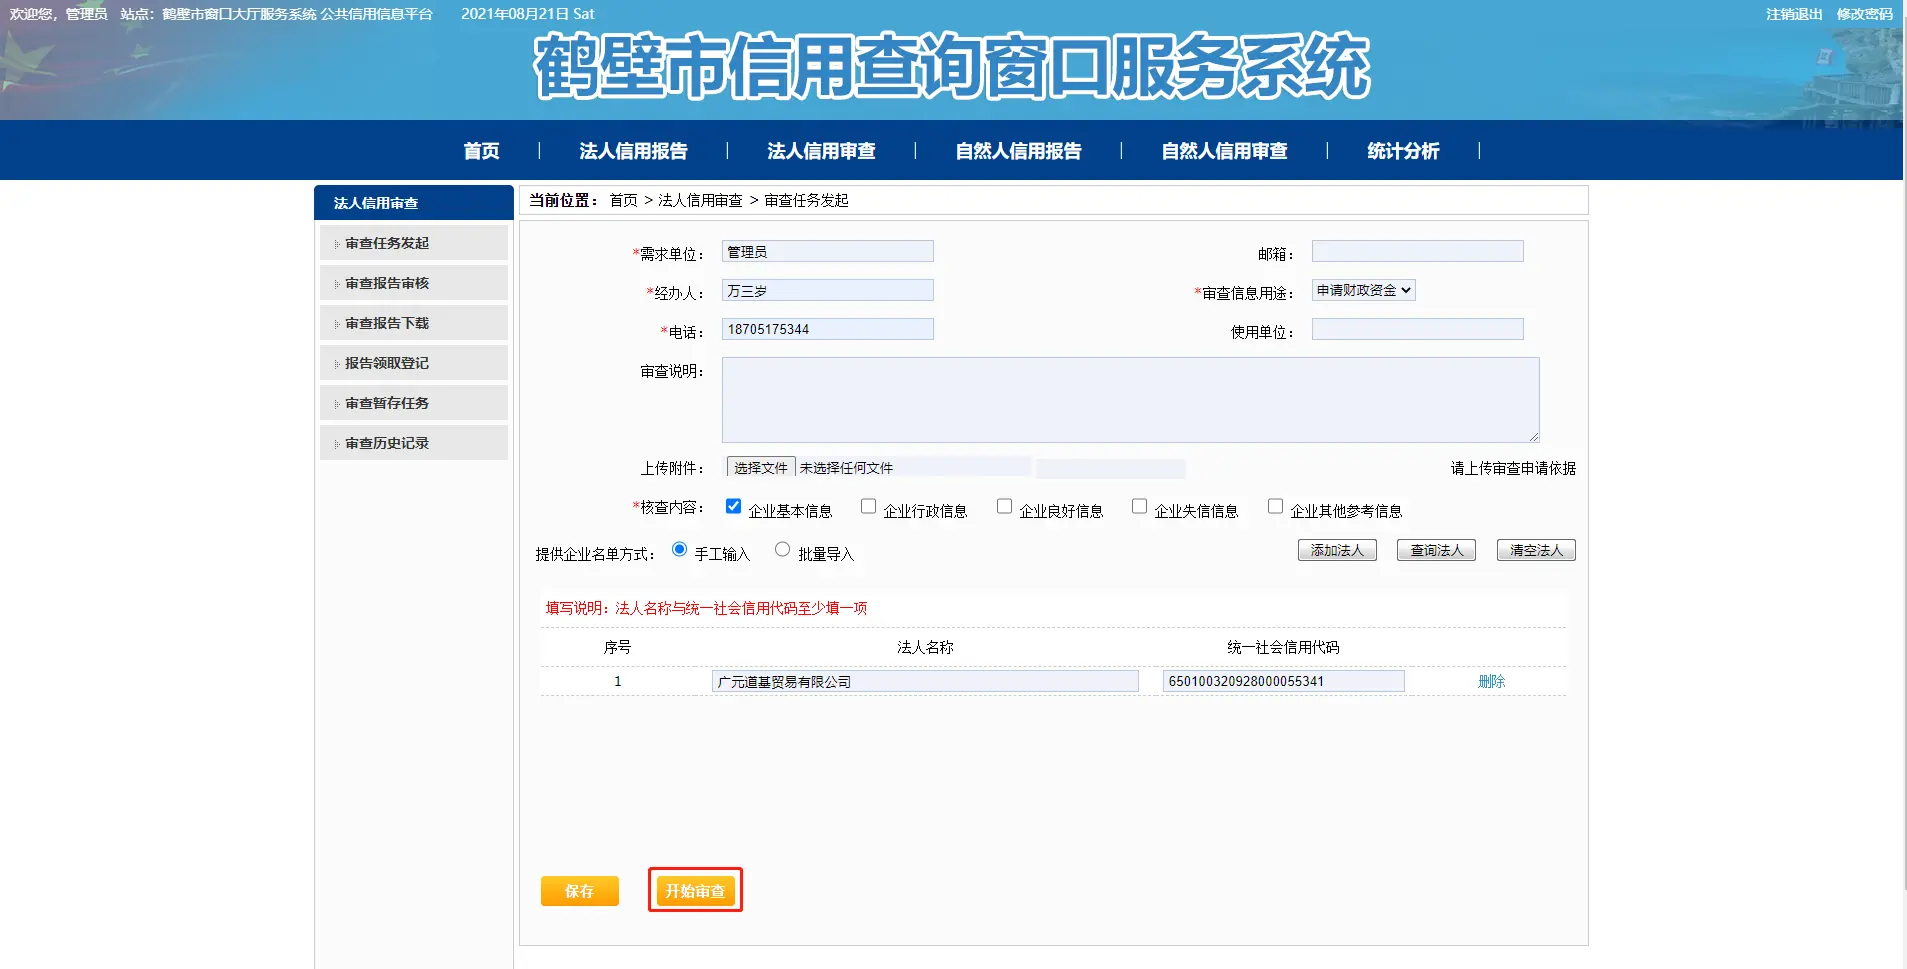 欢迎您，管理员 站点：鹤壁市窗口大厅服务系统 公共信用信息平台 2021年08月21日 Sat 注销退出 修改密码
鹤壁市信用查询窗口服务系统
首页 | 法人信用报告 | 法人信用审查 | 自然人信用报告 | 自然人信用审查 | 统计分析 |
法人信用审查
审查任务发起
审查报告审核
审查报告下载
报告领取登记
审查暂存任务
审查历史记录
当前位置： 首页 > 法人信用审查 > 审查任务发起
*需求单位： 管理员 邮箱：
*经办人： 万三岁 *审查信息用途： 申请财政资金
*电话： 18705175344 使用单位：
审查说明：
上传附件： 选择文件 未选择任何文件 请上传审查申请依据
*核查内容： 企业基本信息 企业行政信息 企业良好信息 企业失信信息 企业其他参考信息
提供企业名单方式： 手工输入 批量导入 添加法人 查询法人 清空法人
填写说明：法人名称与统一社会信用代码至少填一项
序号 法人名称 统一社会信用代码
1 广元道基贸易有限公司 650100320928000055341 删除
保存 开始审查